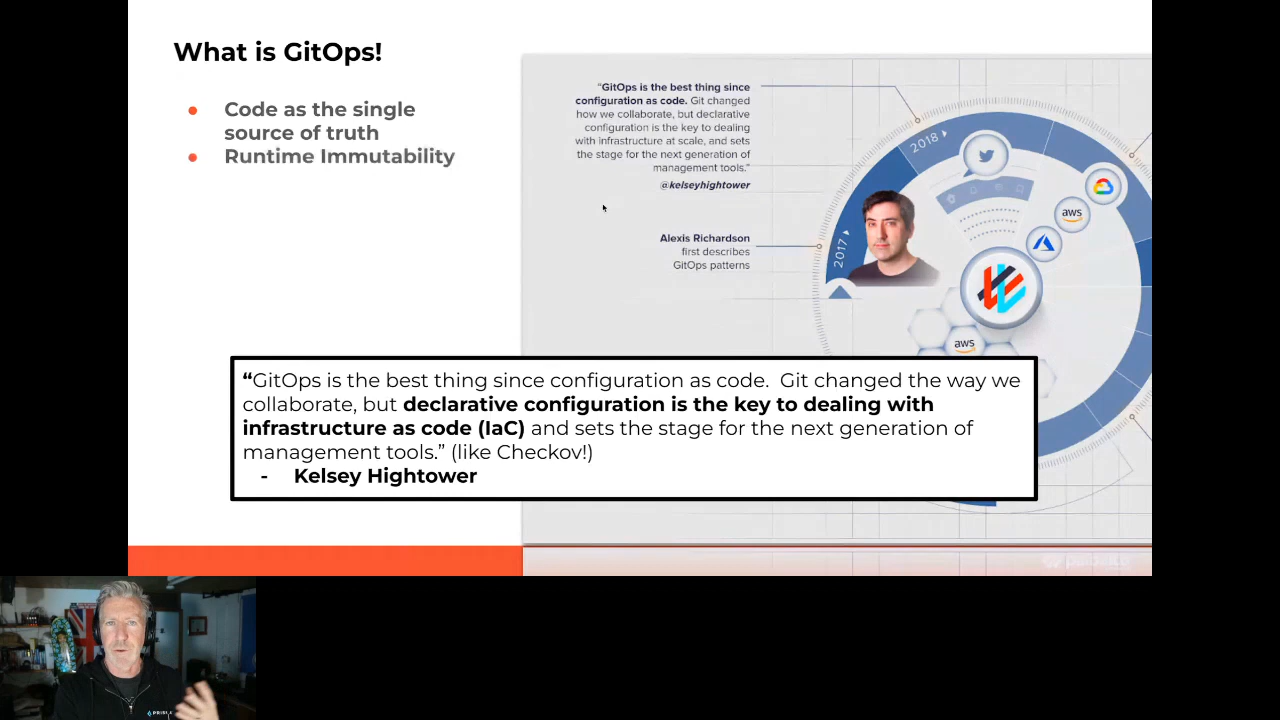 What is GitOps!
● Code as the single
source of truth
● Runtime Immutability
"GitOps is the best thing since
configuration as code. Git changed
how we collaborate, but declarative
configuration is the key to dealing
with infrastructure at scale, and sets
the stage for the next generation of
management tools."
@kelseyhightower
Alexis Richardson
first describes
GitOps patterns
2017
2018
aws
aws
“GitOps is the best thing since configuration as code. Git changed the way we
collaborate, but declarative configuration is the key to dealing with
infrastructure as code (IaC) and sets the stage for the next generation of
management tools.” (like Checkov!)
- Kelsey Hightower